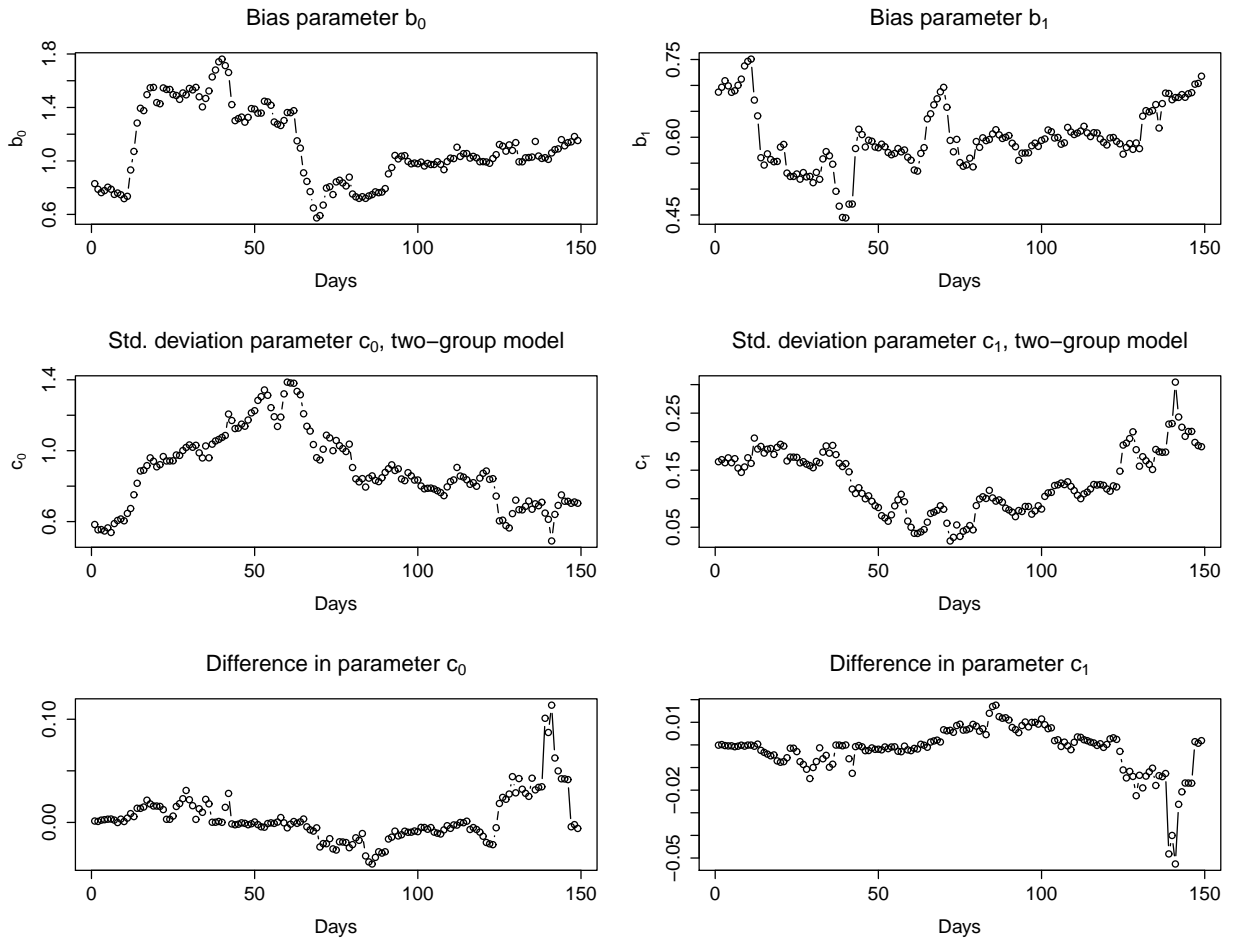 Bias parameter b₀
b₀
0.6 1.0 1.4 1.8
0 50 100 150
Days
Bias parameter b₁
b₁
0.45 0.60 0.75
0 50 100 150
Days
Std. deviation parameter c₀, two−group model
c₀
0.6 1.0 1.4
0 50 100 150
Days
Std. deviation parameter c₁, two−group model
c₁
0.05 0.15 0.25
0 50 100 150
Days
Difference in parameter c₀
0.00 0.10
0 50 100 150
Days
Difference in parameter c₁
−0.05 −0.02 0.01
0 50 100 150
Days